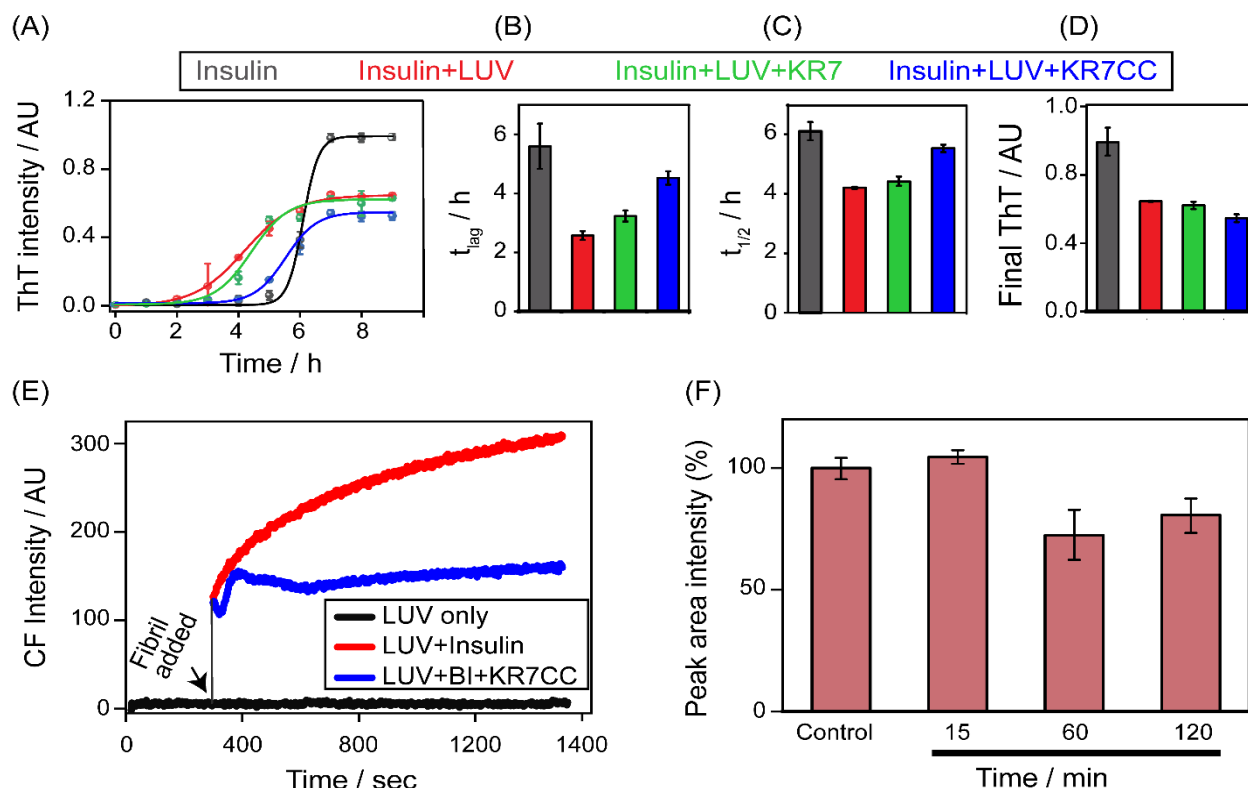 (A) (B) (C) (D)
Insulin Insulin+LUV Insulin+LUV+KR7 Insulin+LUV+KR7CC
ThT intensity / AU
1.2
0.8
0.4
0.0
0 2 4 6 8
Time / h
t_lag / h
6
4
2
0
t_1/2 / h
6
4
2
0
Final ThT / AU
1.0
0.8
0.6
0.4
0.2
0.0
(E)
CF Intensity / AU
300
200
100
0
Fibril
added
LUV only
LUV+Insulin
LUV+BI+KR7CC
0 400 800 1200 1400
Time / sec
(F)
Peak area intensity (%)
100
50
0
Control 15 60 120
Time / min